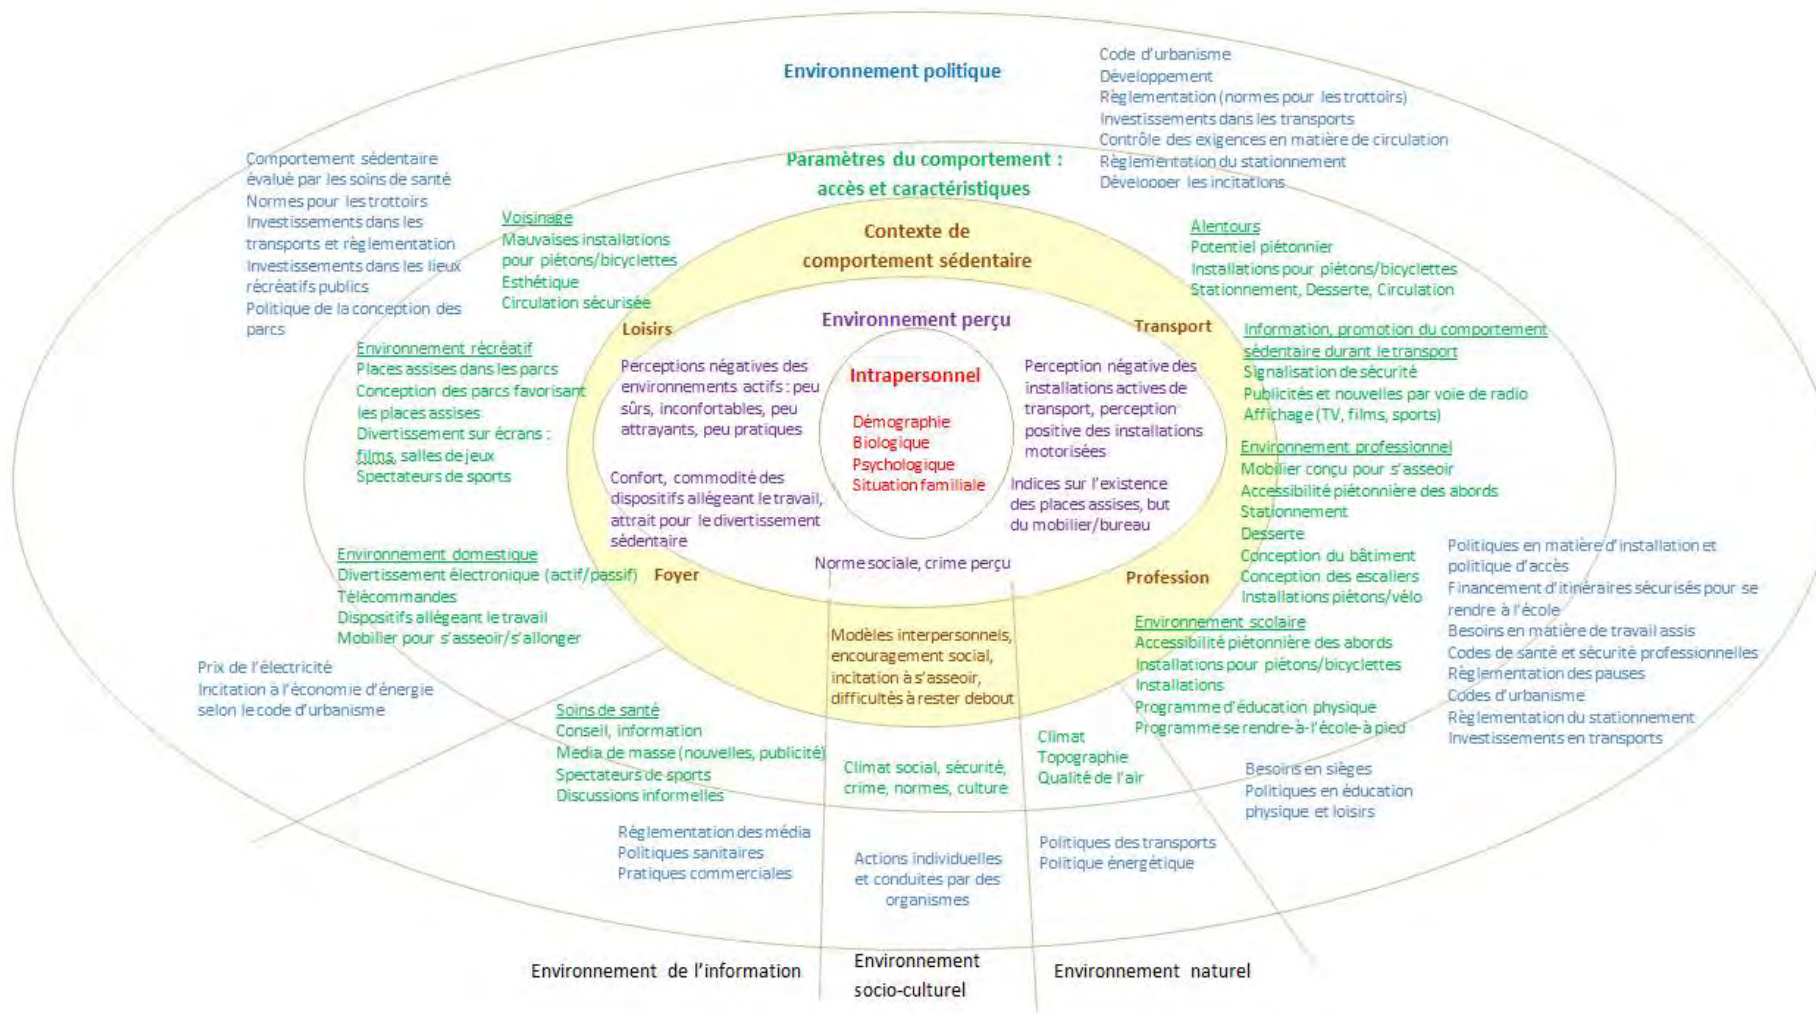 Environnement politique
Code d'urbanisme
Développement
Règlementation (normes pour les trottoirs)
Investissements dans les transports
Contrôle des exigences en matière de circulation
Règlementation du stationnement
Développer les incitations
Comportement sédentaire
évalué par les soins de santé
Normes pour les trottoirs
Investissements dans les
transports et règlementation
Investissements dans les lieux
récréatifs publics
Politique de la conception des
parcs
Paramètres du comportement :
accès et caractéristiques
Voisinage
Mauvaises installations
pour piétons/bicyclettes
Esthétique
Circulation sécurisée
Contexte de
comportement sédentaire
Alentours
Potentiel piétonnier
Installations pour piétons/bicyclettes
Stationnement, Desserte, Circulation
Loisirs
Environnement perçu
Transport
Environnement récréatif
Places assises dans les parcs
Conception des parcs favorisant
les places assises
Divertissement sur écrans :
films, salles de jeux
Spectateurs de sports
Perceptions négatives des
environnements actifs : peu
sûrs, inconfortables, peu
attrayants, peu pratiques
Confort, commodité des
dispositifs allégeant le travail,
attrait pour le divertissement
sédentaire
Intrapersonnel
Démographie
Biologique
Psychologique
Situation familiale
Perception négative des
installations actives de
transport, perception
positive des installations
motorisées
Indices sur l'existence
des places assises, but
du mobilier/bureau
Norme sociale, crime perçu
Information, promotion du comportement
sédentaire durant le transport
Signalisation de sécurité
Publicités et nouvelles par voie de radio
Affichage (TV, films, sports)
Environnement professionnel
Mobilier conçu pour s'asseoir
Accessibilité piétonnière des abords
Stationnement
Desserte
Conception du bâtiment
Conception des escaliers
Installations piétons/vélo
Environnement domestique
Divertissement électronique (actif/passif)
Télécommandes
Dispositifs allégeant le travail
Mobilier pour s'asseoir/s'allonger
Foyer
Profession
Politiques en matière d'installation et
politique d'accès
Financement d'itinéraires sécurisés pour se
rendre à l'école
Besoins en matière de travail assis
Codes de santé et sécurité professionnelles
Règlementation des pauses
Codes d'urbanisme
Règlementation du stationnement
Investissements en transports
Modèles interpersonnels,
encouragement social,
incitation à s'asseoir,
difficultés à rester debout
Environnement scolaire
Accessibilité piétonnière des abords
Installations pour piétons/bicyclettes
Installations
Programme d'éducation physique
Programme se rendre-à-l'école-à pied
Prix de l'électricité
Incitation à l'économie d'énergie
selon le code d'urbanisme
Soins de santé
Conseil, information
Média de masse (nouvelles, publicité)
Spectateurs de sports
Discussions informelles
Climat social, sécurité,
crime, normes, culture
Climat
Topographie
Qualité de l'air
Besoins en sièges
Politiques en éducation
physique et loisirs
Réglementation des média
Politiques sanitaires
Pratiques commerciales
Actions individuelles
et conduites par des
organismes
Politiques des transports
Politique énergétique
Environnement de l'information
Environnement
socio-culturel
Environnement naturel